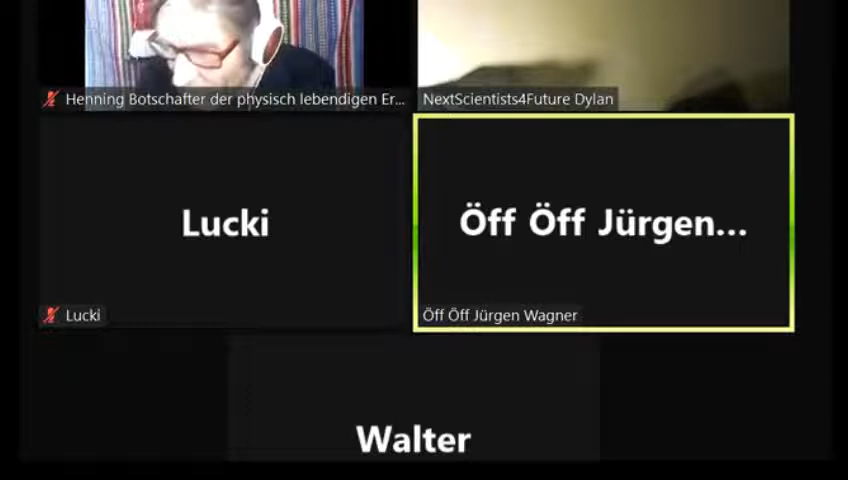 Henning Botschafter der physisch lebendigen Er...
NextScientists4Future Dylan
Lucki
Öff Öff Jürgen...
Lucki
Öff Öff Jürgen Wagner
Walter